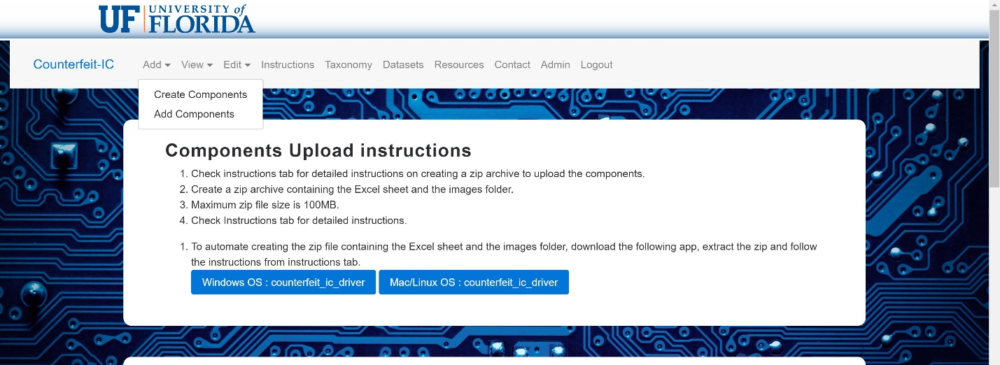 UF UNIVERSITY of
FLORIDA
Counterfeit-IC Add View Edit Instructions Taxonomy Datasets Resources Contact Admin Logout
Create Components
Add Components
Components Upload instructions
1. Check instructions tab for detailed instructions on creating a zip archive to upload the components.
2. Create a zip archive containing the Excel sheet and the images folder.
3. Maximum zip file size is 100MB.
4. Check Instructions tab for detailed instructions.
1. To automate creating the zip file containing the Excel sheet and the images folder, download the following app, extract the zip and follow
the instructions from instructions tab.
Windows OS : counterfeit_ic_driver Mac/Linux OS : counterfeit_ic_driver